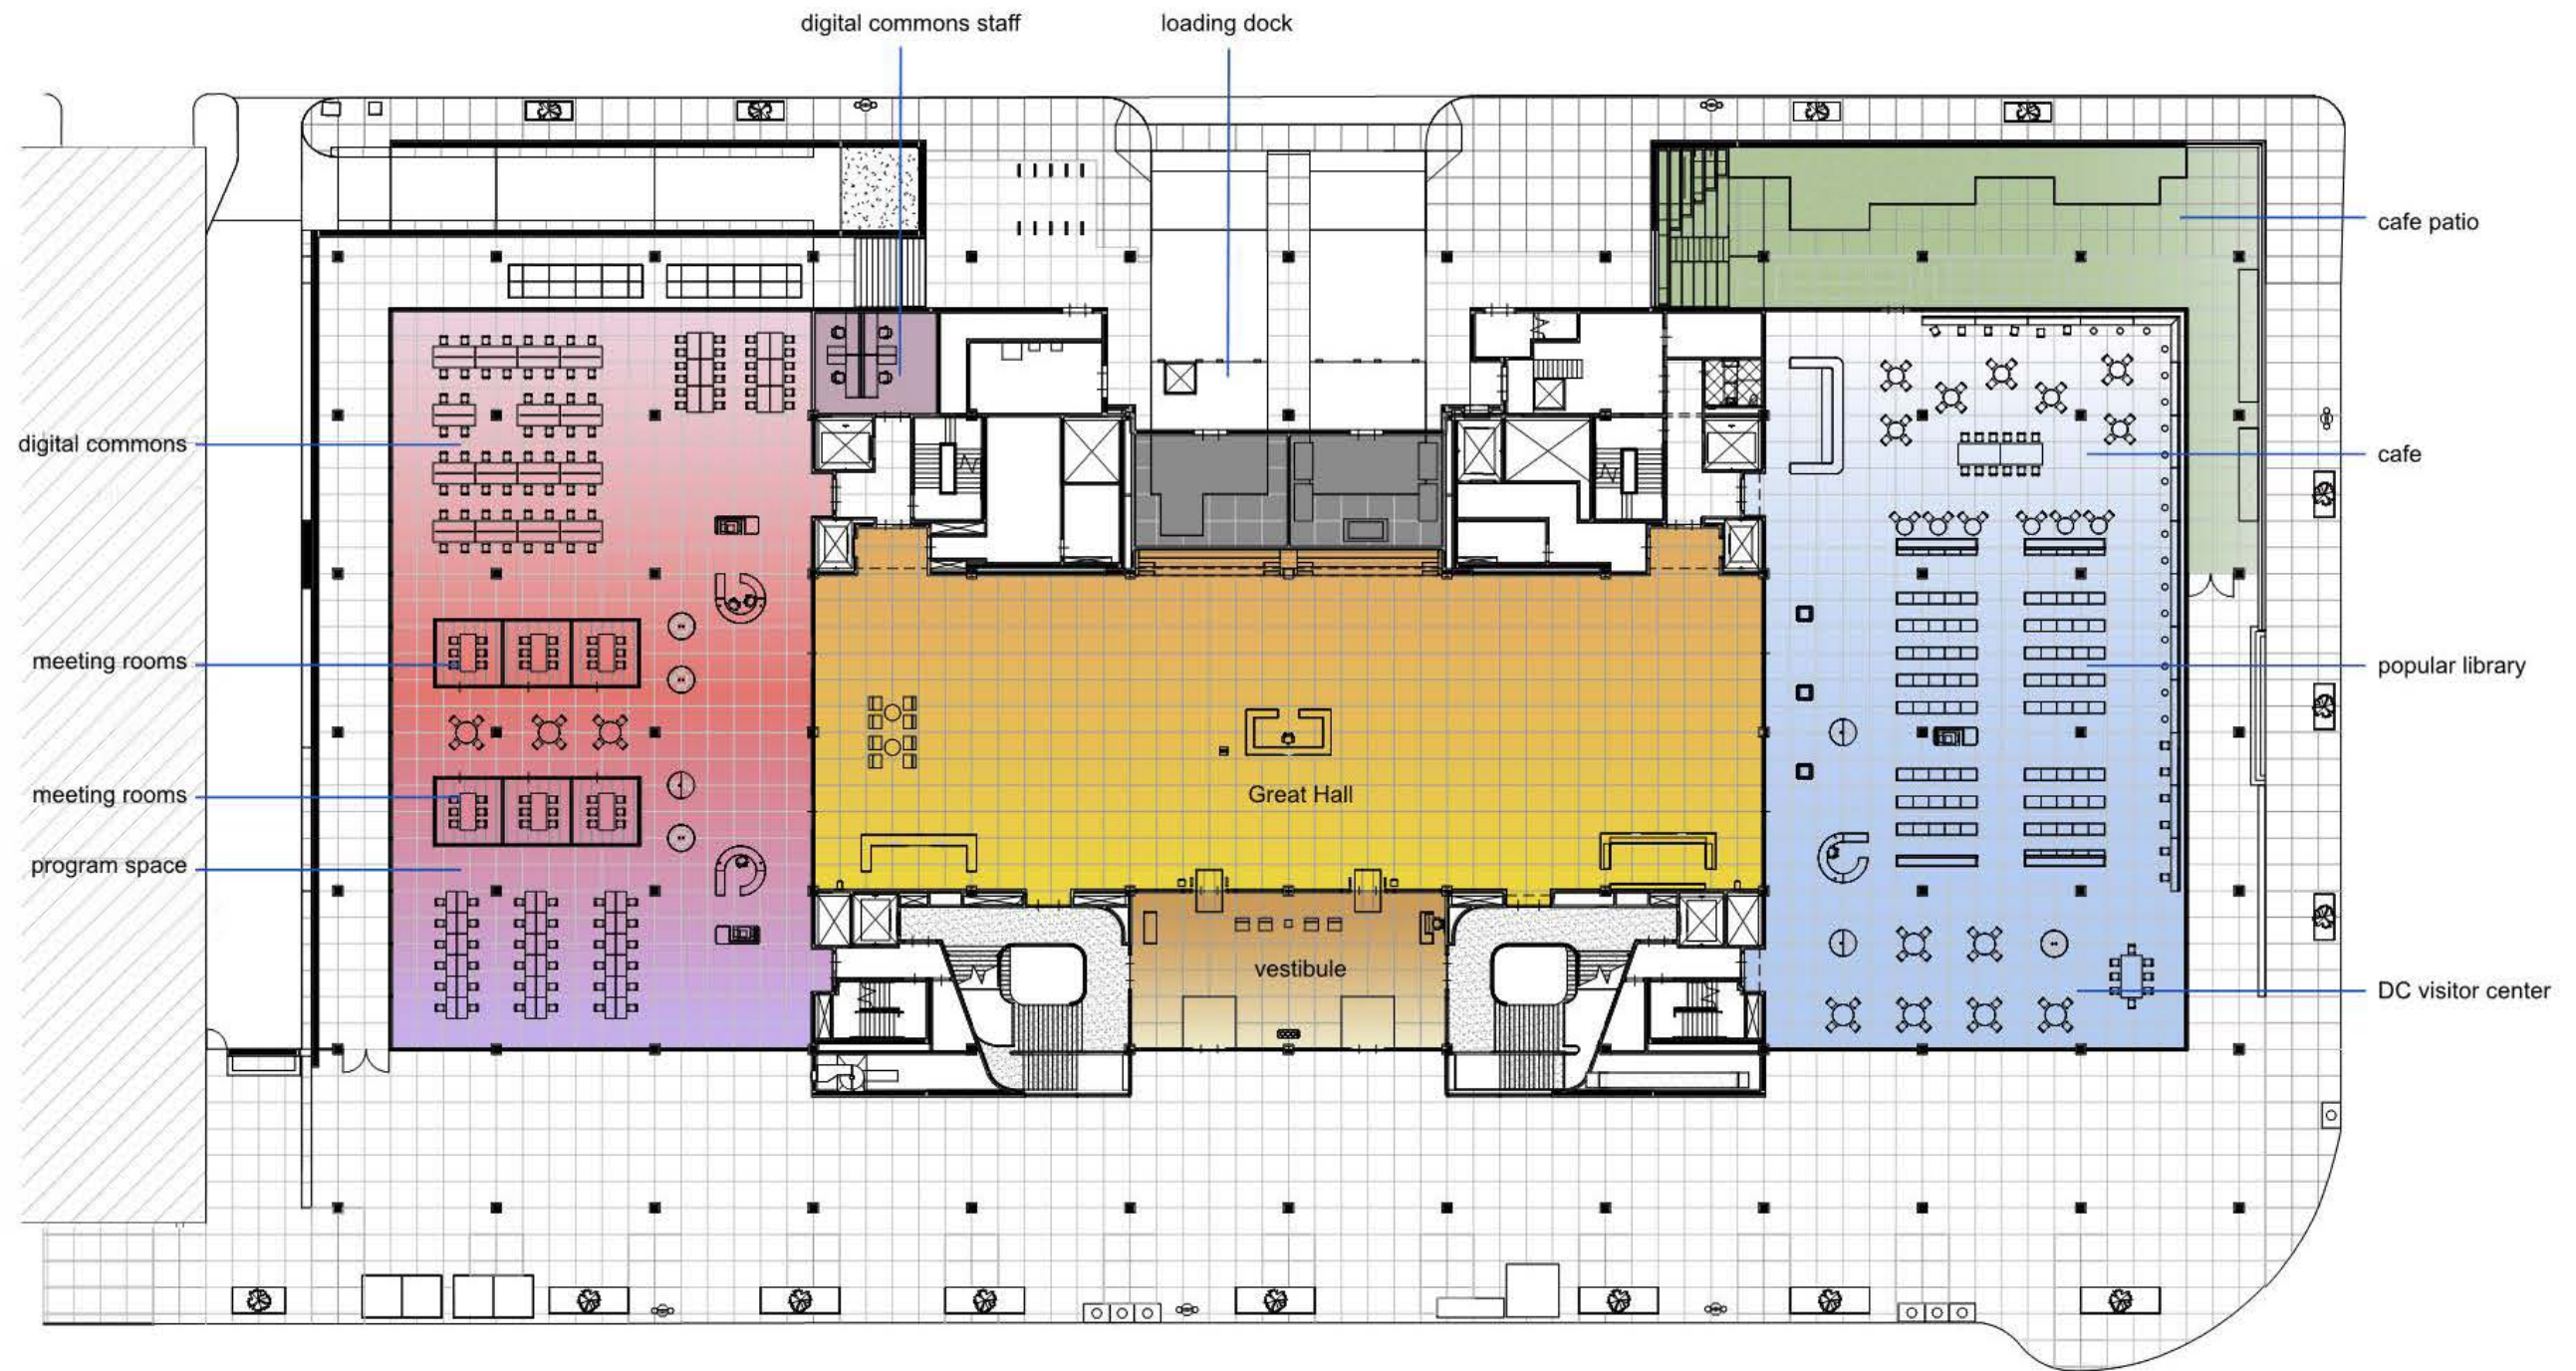 digital commons staff
loading dock
cafe patio
digital commons
cafe
meeting rooms
popular library
meeting rooms
Great Hall
program space
vestibule
DC visitor center